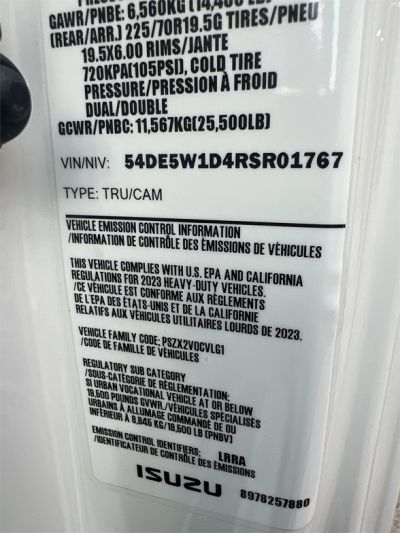 GAWR/PNBE: 6,560KG (14,460 LB)
(REAR/ARR.) 225/70R19.5G TIRES/PNEU
19.5X6.00 RIMS/JANTE
720KPA(105PSI), COLD TIRE
PRESSURE/PRESSION À FROID
DUAL/DOUBLE
GCWR/PNBC: 11,567KG(25,500LB)
VIN/NIV: 54DE5W1D4RSR01767
TYPE: TRU/CAM
VEHICLE EMISSION CONTROL INFORMATION
/INFORMATION DE CONTRÔLE DES ÉMISSIONS DE VÉHICULES
THIS VEHICLE COMPLIES WITH U.S. EPA AND CALIFORNIA
REGULATIONS FOR 2023 HEAVY-DUTY VEHICLES.
/CE VÉHICULE EST CONFORME AUX RÈGLEMENTS
DE L'EPA DES ÉTATS-UNIS ET DE LA CALIFORNIE
RELATIFS AUX VÉHICULES UTILITAIRES LOURDS DE 2023.
VEHICLE FAMILY CODE: PSZX2VOCVLG1
/CODE DE FAMILLE DE VÉHICULES
REGULATORY SUB CATEGORY
/SOUS-CATÉGORIE DE RÉGLEMENTATION;
SI URBAN VOCATIONAL VEHICLE AT OR BELOW
19,500 POUNDS GVWR/VÉHICULES SPÉCIALISÉS
URBAINS À ALLUMAGE COMMANDÉ DE OU
INFÉRIEUR À 8,845 KG/19,500 LB (PNBV)
EMISSION CONTROL IDENTIFIERS; LRRA
/IDENTIFICATEUR DE CONTRÔLE DES ÉMISSIONS
ISUZU
8978257880